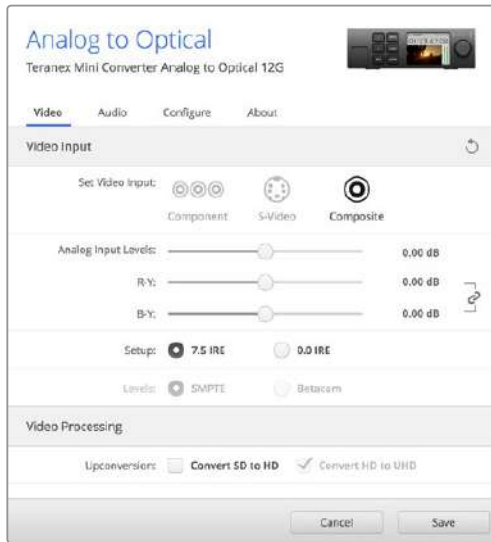 Analog to Optical
Teranex Mini Converter Analog to Optical 12G
Video Audio Configure About
Video Input
Set Video Input:
Component S-Video Composite
Analog Input Levels: 0.00 dB
R-Y: 0.00 dB
B-Y: 0.00 dB
Setup: 7.5 IRE 0.0 IRE
Levels: SMPTE Betacam
Video Processing
Upconversion: Convert SD to HD Convert HD to UHD
Cancel Save